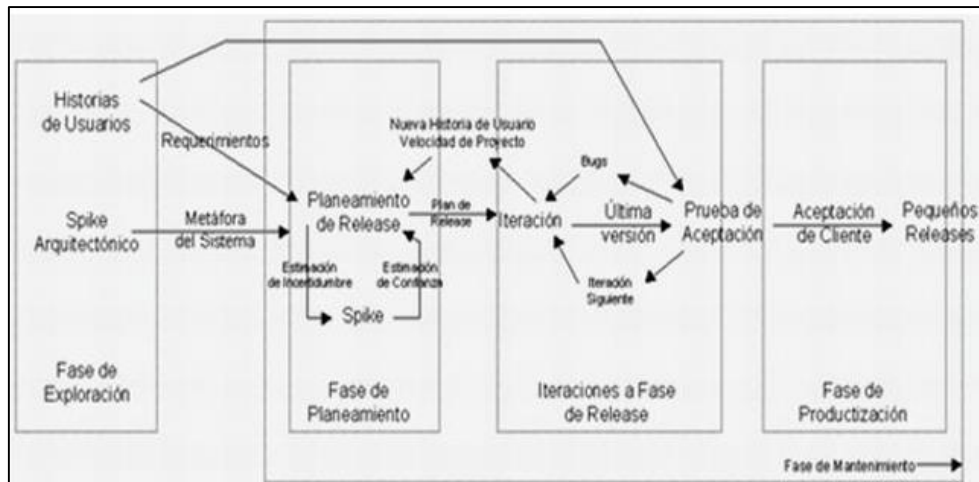 Historias
de Usuarios
Requerimientos
Nueva Historia de Usuario
Velocidad de Proyecto
Bugs
Spike
Arquitectónico
Metáfora
del Sistema
Planeamiento
de Release
Plan de
Release
Iteración
Última
versión
Prueba de
Aceptación
Aceptación
de Cliente
Pequeños
Releases
Estimación
de Incertidumbre
Estimación
de Confianza
Spike
Iteración
Siguiente
Fase de
Exploración
Fase de
Planeamiento
Iteraciones a Fase
de Release
Fase de
Productización
Fase de Mantenimiento